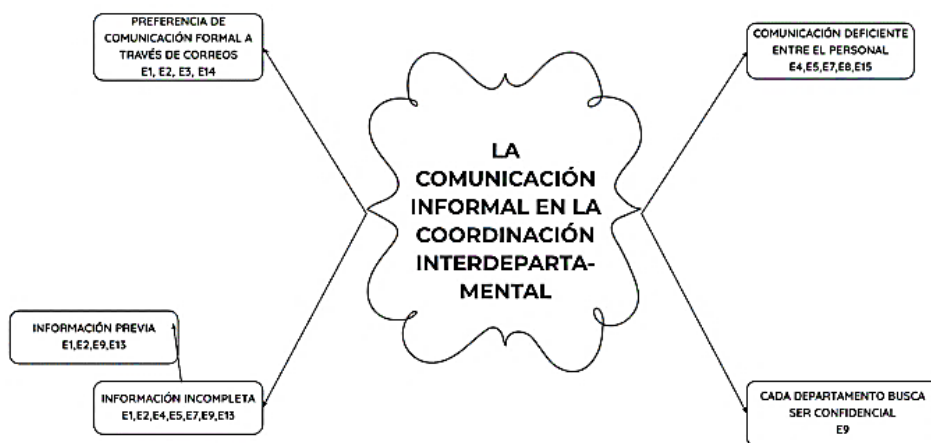 PREFERENCIA DE
COMUNICACIÓN FORMAL A
TRAVÉS DE CORREOS
E1, E2, E3, E14
COMUNICACIÓN DEFICIENTE
ENTRE EL PERSONAL
E4,E5,E7,E8,E15
LA
COMUNICACIÓN
INFORMAL EN LA
COORDINACIÓN
INTERDEPARTA-
MENTAL
INFORMACIÓN PREVIA
E1,E2,E9,E13
INFORMACIÓN INCOMPLETA
E1,E2,E4,E5,E7,E9,E13
CADA DEPARTAMENTO BUSCA
SER CONFIDENCIAL
E9